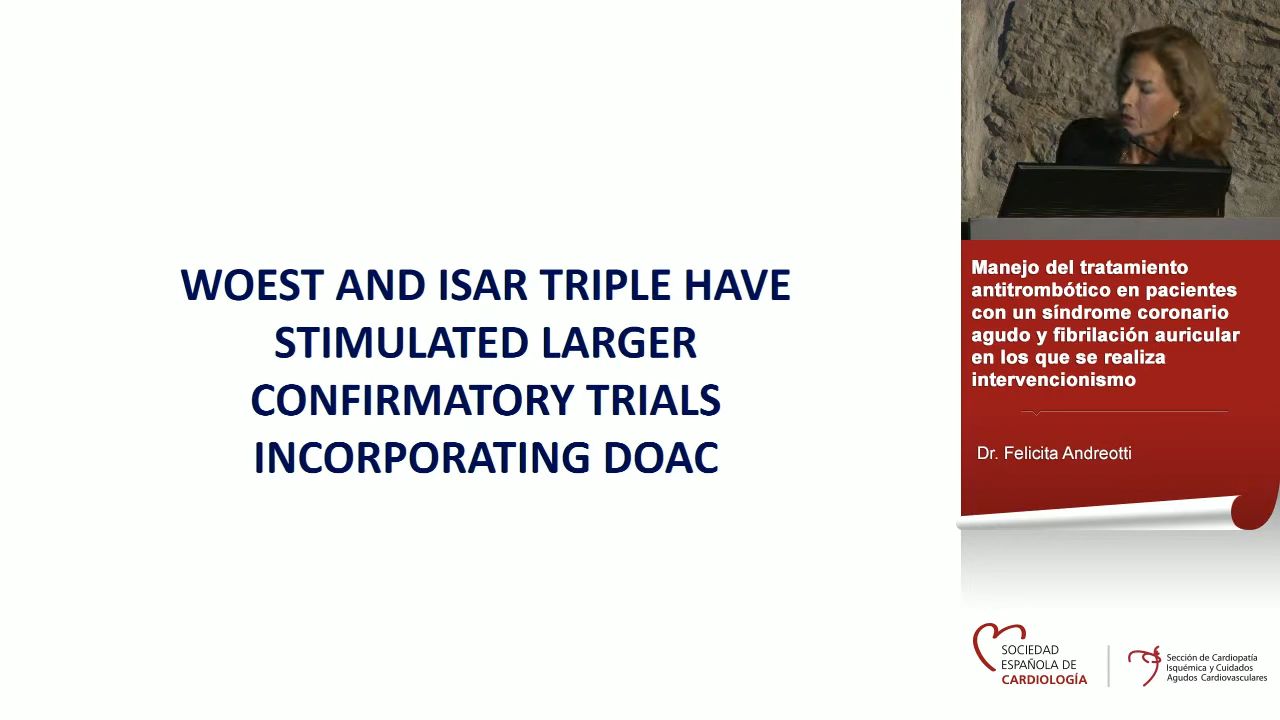 WOEST AND ISAR TRIPLE HAVE
STIMULATED LARGER
CONFIRMATORY TRIALS
INCORPORATING DOAC
Manejo del tratamiento
antitrombótico en pacientes
con un síndrome coronario
agudo y fibrilación auricular
en los que se realiza
intervencionismo
Dr. Felicita Andreotti
SOCIEDAD
ESPAÑOLA DE
CARDIOLOGÍA
Sección de Cardiopatía
Isquémica y Cuidados
Agudos Cardiovasculares